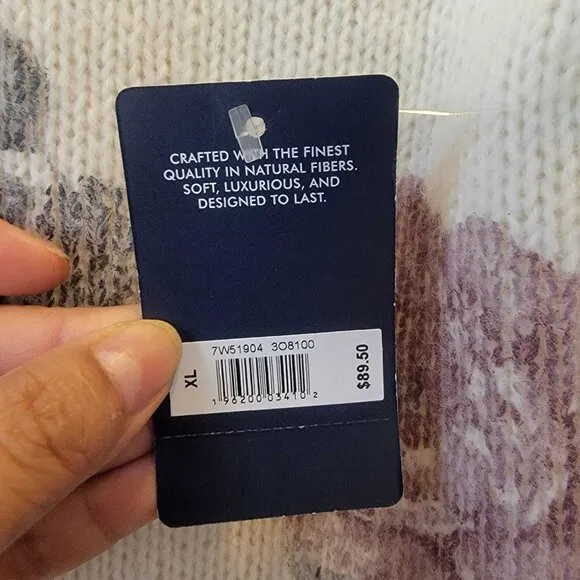 CRAFTED WITH THE FINEST
QUALITY IN NATURAL FIBERS.
SOFT, LUXURIOUS, AND
DESIGNED TO LAST.
7W51904 3O8100
XL
$89.50
1 96200 03410 2